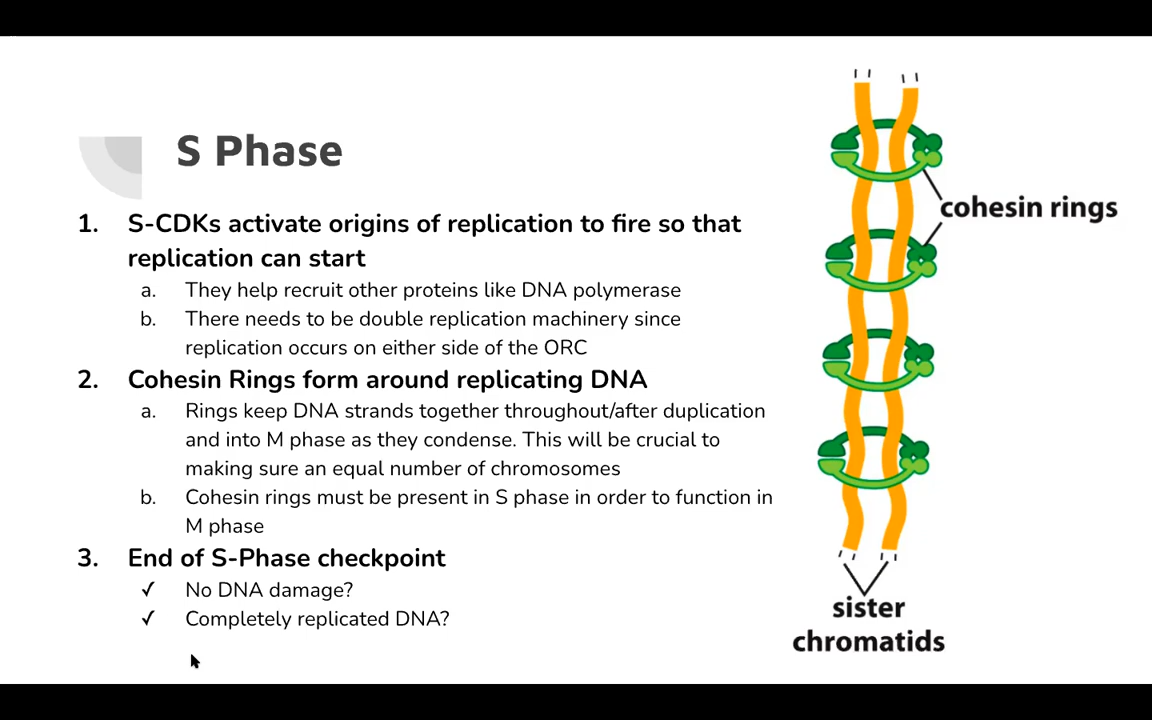 S Phase
1. S-CDKs activate origins of replication to fire so that
replication can start
a. They help recruit other proteins like DNA polymerase
b. There needs to be double replication machinery since
replication occurs on either side of the ORC
2. Cohesin Rings form around replicating DNA
a. Rings keep DNA strands together throughout/after duplication
and into M phase as they condense. This will be crucial to
making sure an equal number of chromosomes
b. Cohesin rings must be present in S phase in order to function in
M phase
3. End of S-Phase checkpoint
✓ No DNA damage?
✓ Completely replicated DNA?
cohesin rings
sister
chromatids